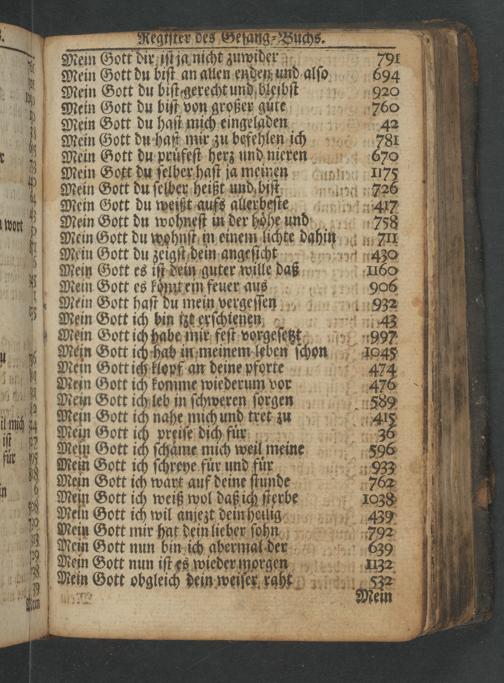 Register des Gesang-Buchs.
Mein Gott dir ist ja nicht zuwider 791
Mein Gott du bist an allen enden und also 694
Mein Gott du bist gerecht und bleibst 920
Mein Gott du bist von großer güte 760
Mein Gott du hast mich eingeladen 42
Mein Gott du hast mir zu befehlen ich 781
Mein Gott du prüfest herz und nieren 670
Mein Gott du selber hast ja meinen 1175
Mein Gott du selber heißt und bist 726
Mein Gott du weißt aufs allerbeste 417
Mein Gott du wohnest in der höhe und 758
Mein Gott du wohnst in einem lichte dahin 711
Mein Gott du zeigst dein angesicht 430
Mein Gott es ist dein guter wille daß 1160
Mein Gott es komt ein feuer aus 906
Mein Gott hast du mein vergessen 932
Mein Gott ich bin izt erschienen 43
Mein Gott ich habe mir fest vorgesetzt 997
Mein Gott ich hab in meinem leben schon 1045
Mein Gott ich klopf an deine pforte 474
Mein Gott ich komme wiederum vor 476
Mein Gott ich leb in schweren sorgen 589
Mein Gott ich nahe mich und tret zu 415
Mein Gott ich preise dich für 36
Mein Gott ich schäme mich weil meine 596
Mein Gott ich schreye für und für 933
Mein Gott ich wart auf deine stunde 762
Mein Gott ich weiß wol daß ich sterbe 1038
Mein Gott ich wil anjezt dein heilig 439
Mein Gott mir hat dein lieber sohn 792
Mein Gott nun bin ich abermal der 639
Mein Gott nun ist es wieder morgen 1132
Mein Gott obgleich dein weiser raht 532
Mein